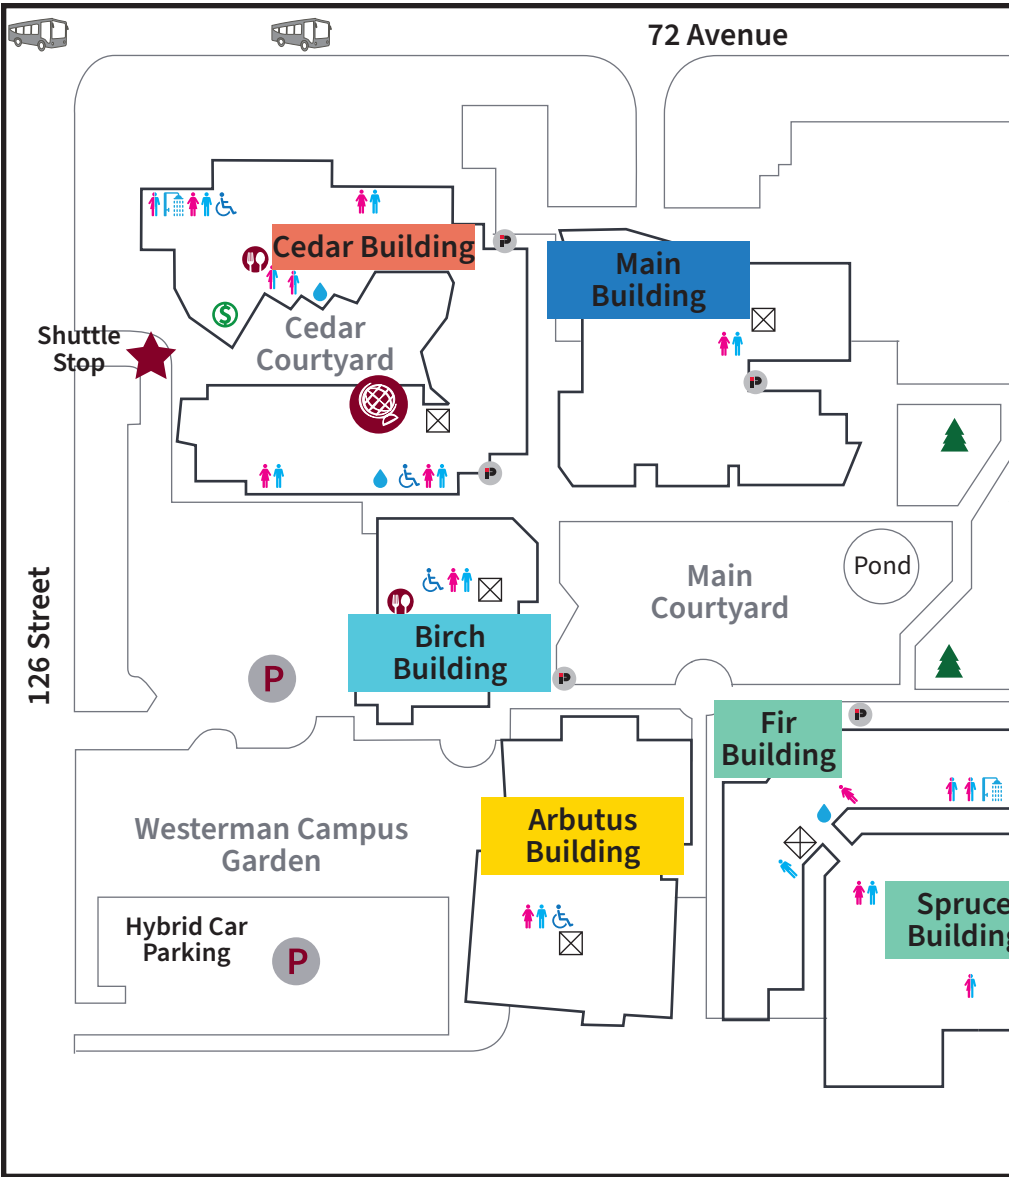 72 Avenue
Cedar Building
Main
Building
$
Cedar
Courtyard
Shuttle
Stop
Main
Courtyard
Pond
126 Street
Birch
Building
P
Fir
Building
Westerman Campus
Garden
Arbutus
Building
Spruce
Building
Hybrid Car
Parking
P